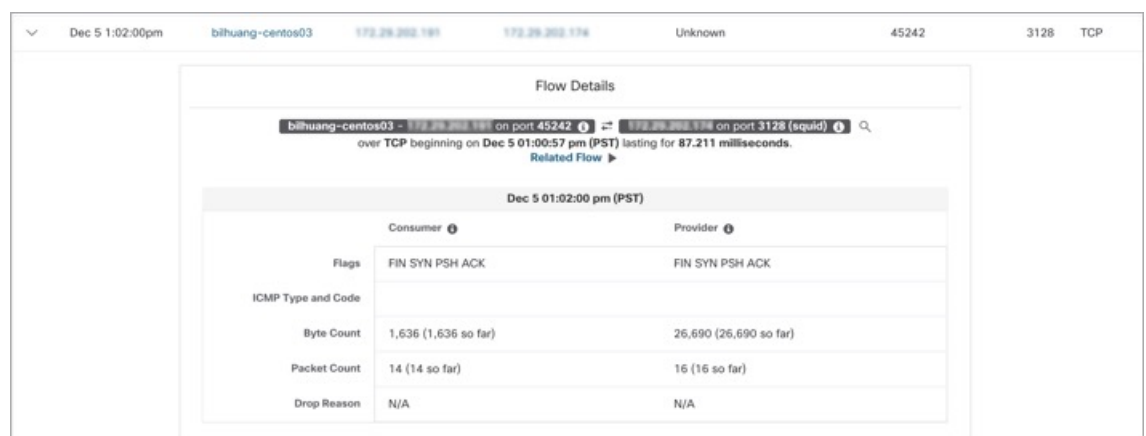 Dec 5 1:02:00pm bilhuang-centos03 Unknown 45242 3128 TCP
Flow Details
bilhuang-centos03 - on port 45242 on port 3128 (squid)
over TCP beginning on Dec 5 01:00:57 pm (PST) lasting for 87.211 milliseconds.
Related Flow
Dec 5 01:02:00 pm (PST)
Consumer Provider
Flags FIN SYN PSH ACK FIN SYN PSH ACK
ICMP Type and Code
Byte Count 1,636 (1,636 so far) 26,690 (26,690 so far)
Packet Count 14 (14 so far) 16 (16 so far)
Drop Reason N/A N/A